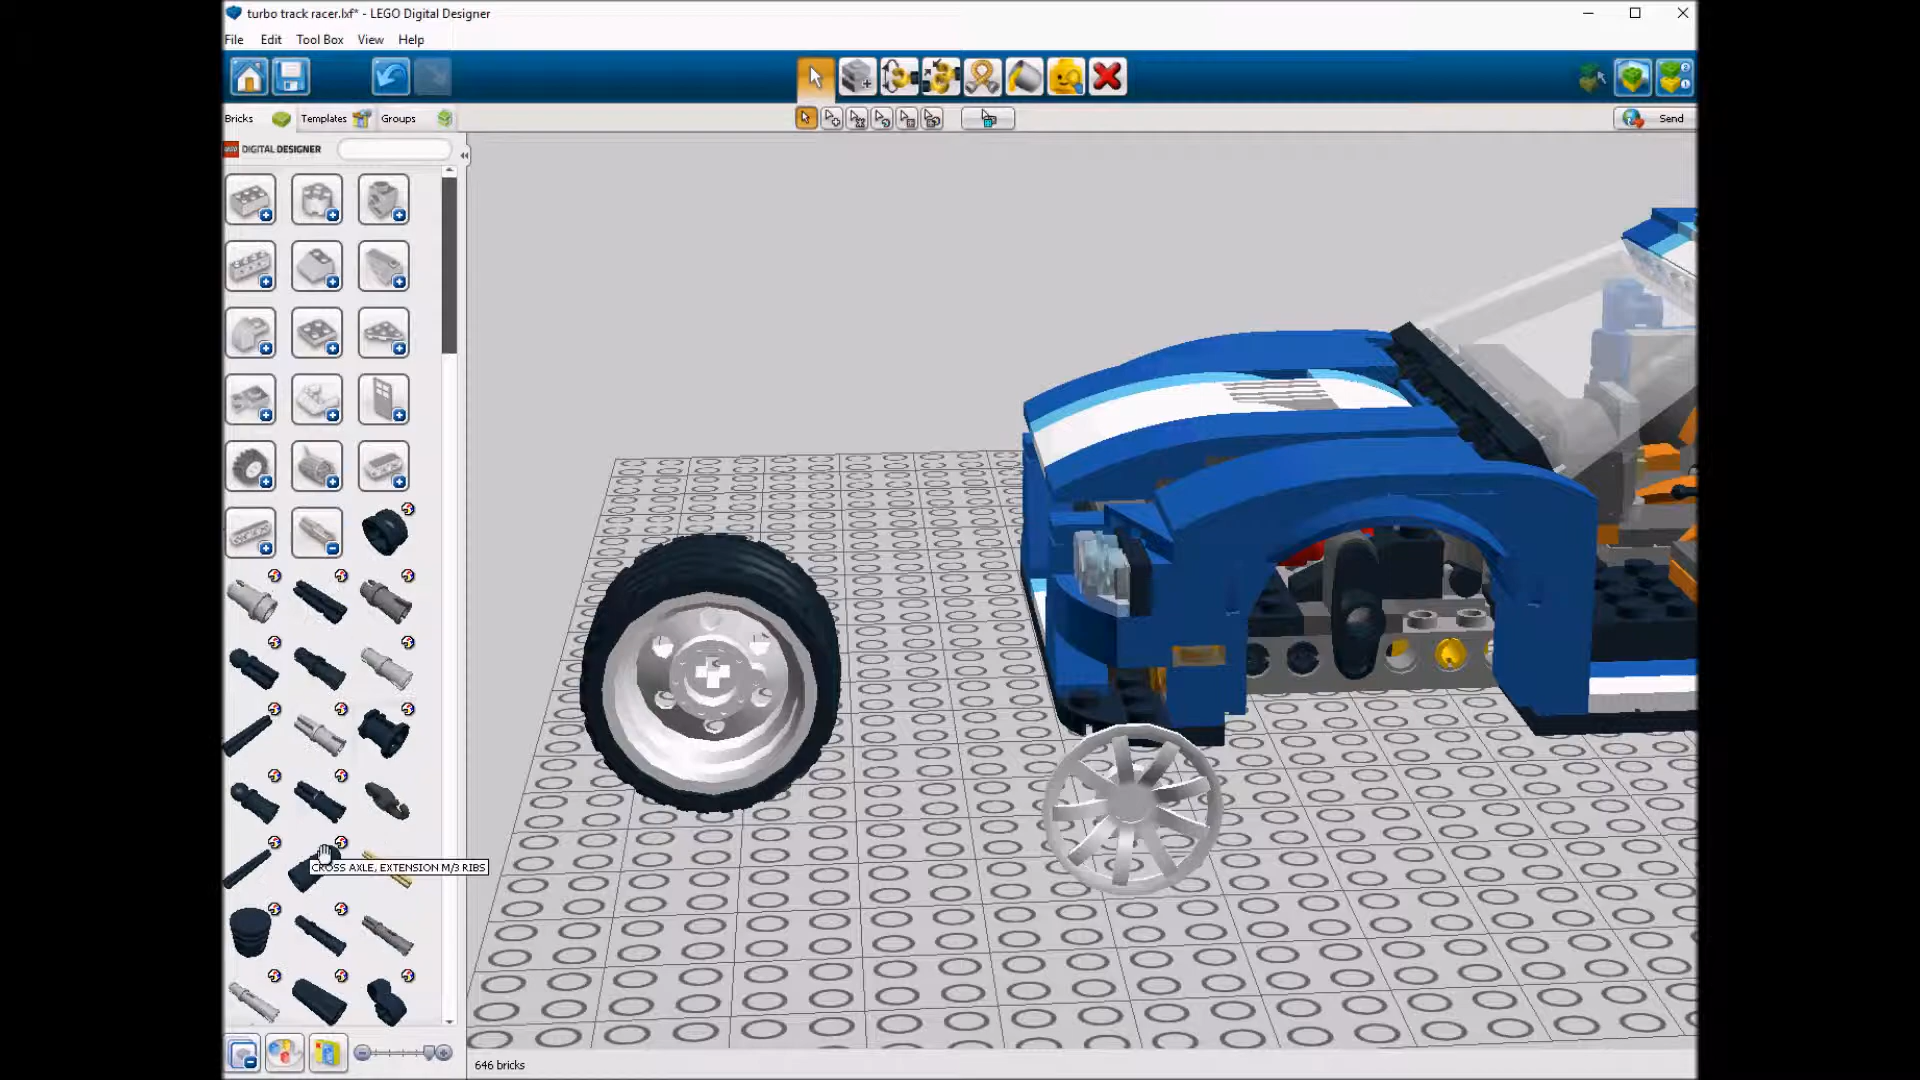 turbo track racer.lxf* - LEGO Digital Designer
File Edit Tool Box View Help
Bricks Templates Groups
Send
LEGO DIGITAL DESIGNER
CROSS AXLE, EXTENSION M/3 RIBS
646 bricks